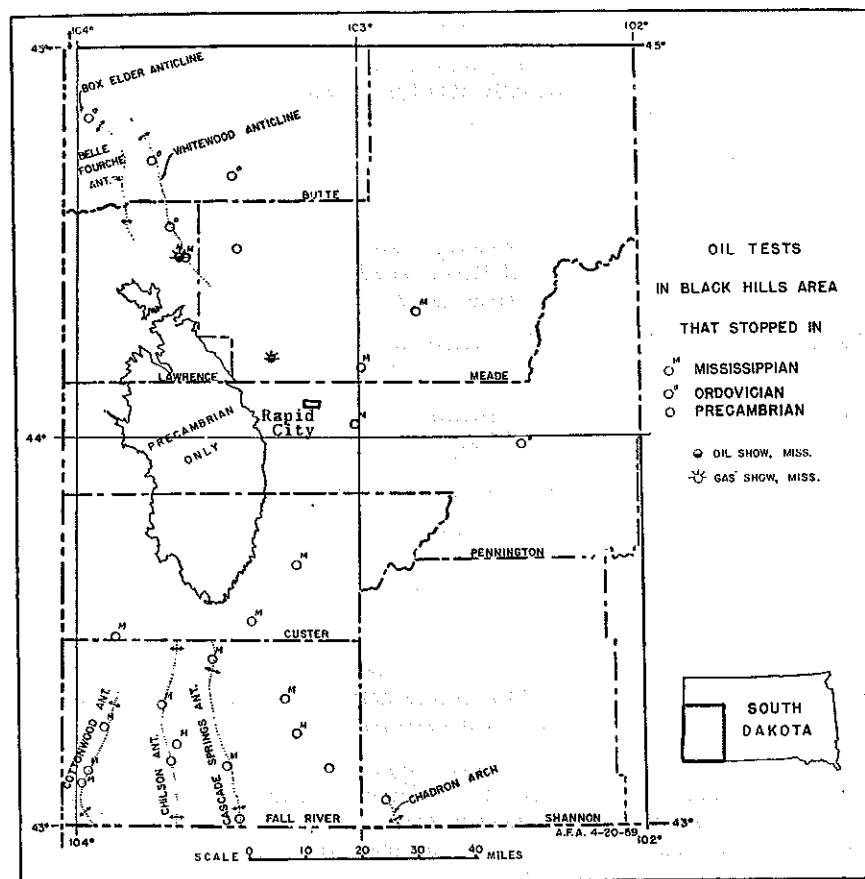 104°
103°
102°
45°
45°
BOX ELDER ANTICLINE
O
BELLE
FOURCHE
ANT.
O
WHITEWOOD ANTICLINE
O
BUTTE
O
M
OIL TESTS
IN BLACK HILLS AREA
THAT STOPPED IN
M
MISSISSIPPIAN
O
ORDOVICIAN
PRECAMBRIAN
OIL SHOW, MISS.
GAS SHOW, MISS.
M
LAWRENCE
MEADE
Rapid
City
M
44°
44°
PRECAMBRIAN
ONLY
PENNINGTON
M
M
M
CUSTER
COTTONWOOD ANT.
CHILSON ANT.
CASCADE SPRINGS ANT.
M
M
M
M
M
M
CHADRON ARCH
SOUTH
DAKOTA
43°
FALL RIVER
SHANNON
43°
A.F.A. 4-20-59
104°
102°
SCALE 0 10 20 30 40 MILES